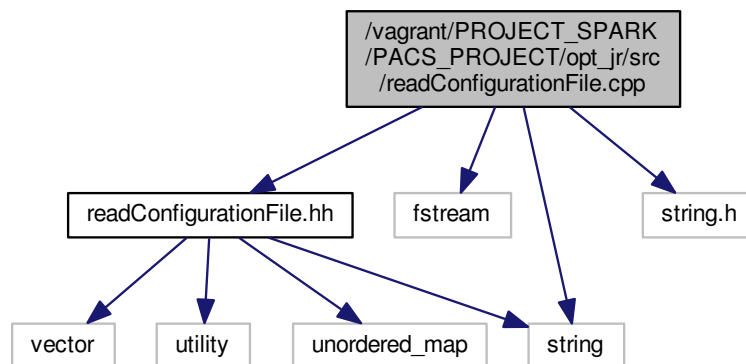 /vagrant/PROJECT_SPARK
/PACS_PROJECT/opt_jr/src
/readConfigurationFile.cpp
readConfigurationFile.hh
fstream
string.h
vector
utility
unordered_map
string